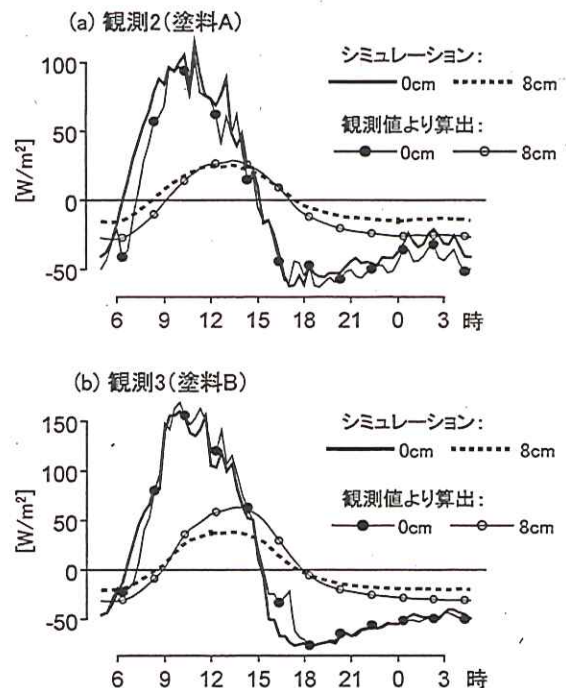 (a) 観測2(塗料A)
シミュレーション:
0cm 8cm
観測値より算出:
0cm 8cm
[W/m²]
100
50
0
-50
6 9 12 15 18 21 0 3 時
(b) 観測3(塗料B)
シミュレーション:
0cm 8cm
観測値より算出:
0cm 8cm
[W/m²]
150
100
50
0
-50
6 9 12 15 18 21 0 3 時